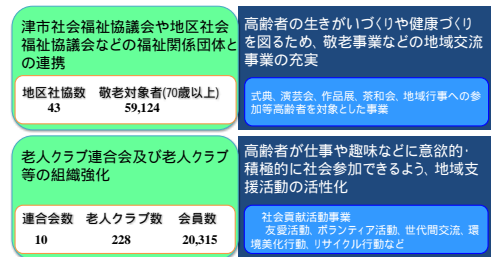 津市社会福祉協議会や地区社会
福祉協議会などの福祉関係団体と
の連携
地区社協数 敬老対象者(70歳以上)
43 59,124
高齢者の生きがいづくりや健康づくり
を図るため、敬老事業などの地域交流
事業の充実
式典、演芸会、作品展、茶和会、地域行事への参
加等高齢者を対象とした事業
老人クラブ連合会及び老人クラブ
等の組織強化
連合会数 老人クラブ数 会員数
10 228 20,315
高齢者が仕事や趣味などに意欲的・
積極的に社会参加できるよう、地域支
援活動の活性化
社会貢献活動事業
友愛活動、ボランティア活動、世代間交流、環
境美化行動、リサイクル行動など